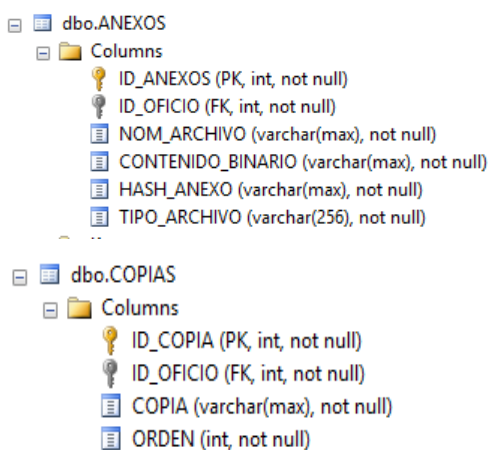 dbo.ANEXOS
Columns
ID_ANEXOS (PK, int, not null)
ID_OFICIO (FK, int, not null)
NOM_ARCHIVO (varchar(max), not null)
CONTENIDO_BINARIO (varchar(max), not null)
HASH_ANEXO (varchar(max), not null)
TIPO_ARCHIVO (varchar(256), not null)
dbo.COPIAS
Columns
ID_COPIA (PK, int, not null)
ID_OFICIO (FK, int, not null)
COPIA (varchar(max), not null)
ORDEN (int, not null)